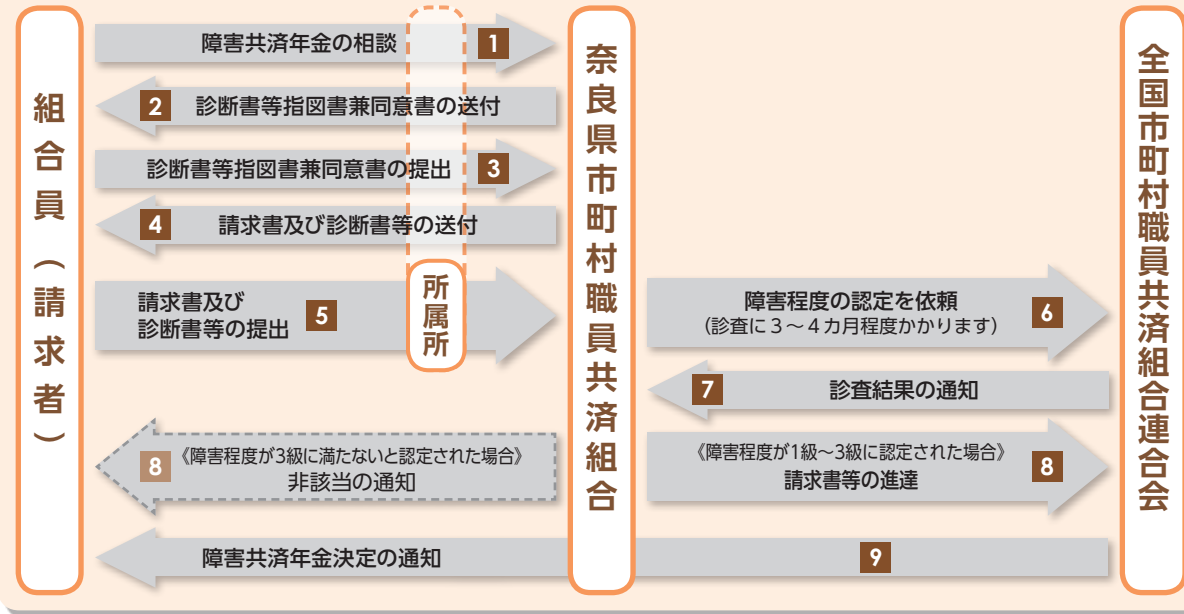 組合員（請求者）
奈良県市町村職員共済組合
全国市町村職員共済組合連合会
障害共済年金の相談 1
2 診断書等指図書兼同意書の送付
診断書等指図書兼同意書の提出 3
4 請求書及び診断書等の送付
請求書及び
診断書等の提出 5
所属所
障害程度の認定を依頼
（診査に３～４カ月程度かかります） 6
7 診査結果の通知
8 《障害程度が3級に満たないと認定された場合》
非該当の通知
《障害程度が1級～3級に認定された場合》
請求書等の進達 8
障害共済年金決定の通知 9